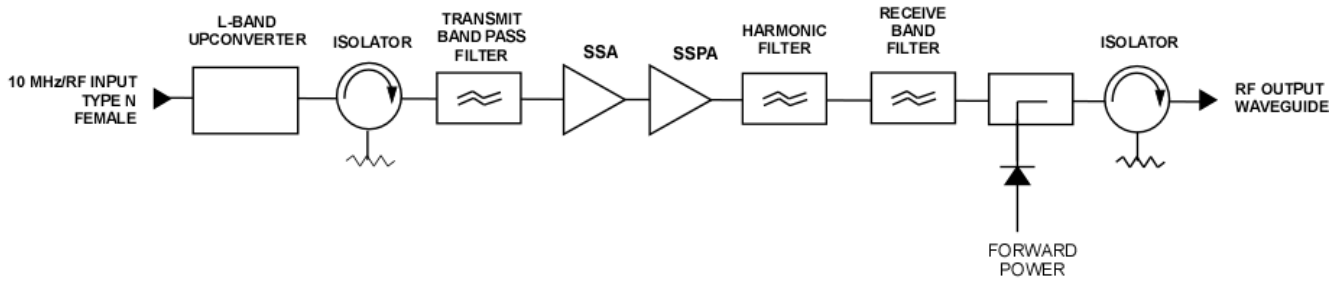 L-BAND
UPCONVERTER
ISOLATOR
TRANSMIT
BAND PASS
FILTER
SSA
SSPA
HARMONIC
FILTER
RECEIVE
BAND
FILTER
ISOLATOR
10 MHz/RF INPUT
TYPE N
FEMALE
RF OUTPUT
WAVEGUIDE
FORWARD
POWER